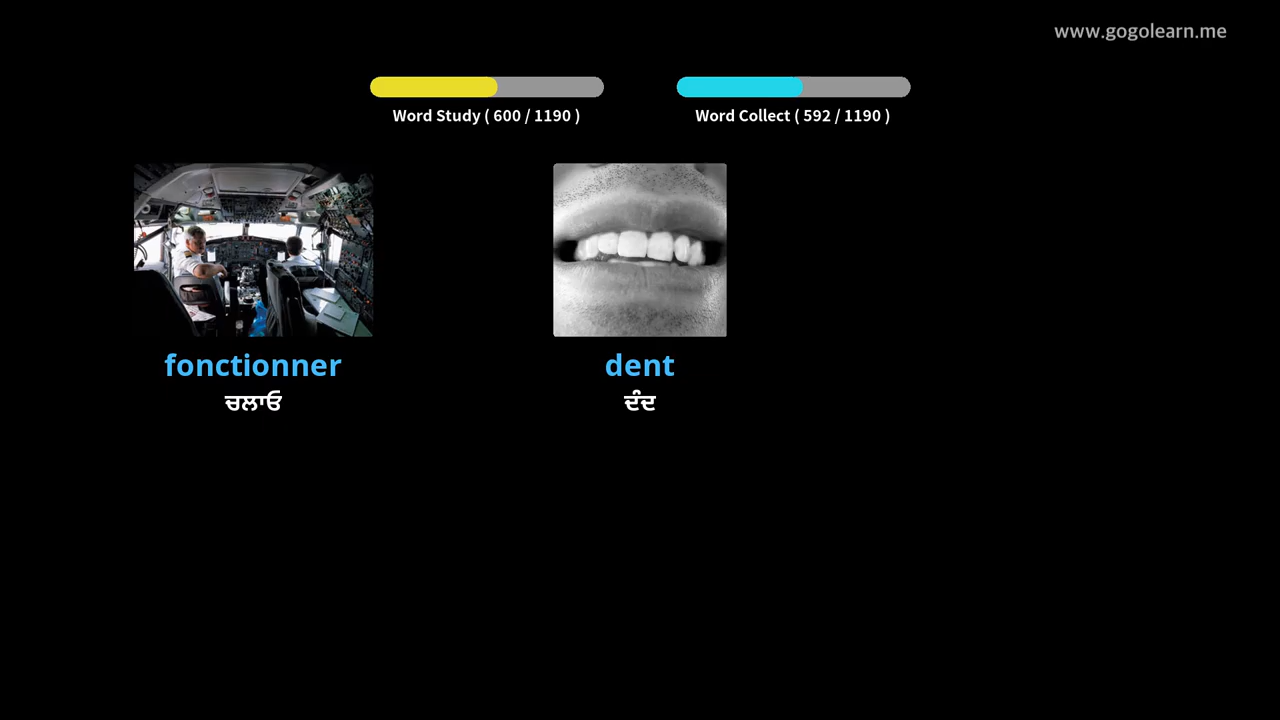 www.gogolearn.me
Word Study ( 600 / 1190 )
Word Collect ( 592 / 1190 )
fonctionner
ਚਲਾਓ
dent
ਦੰਦ